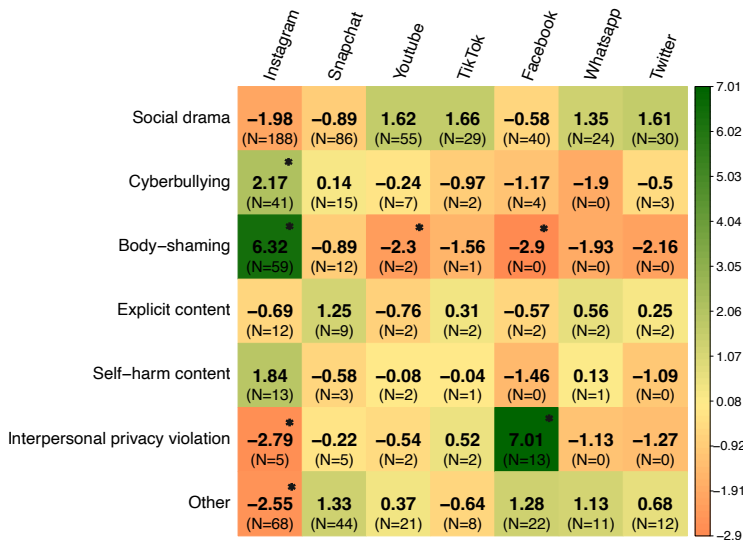 Instagram Snapchat Youtube TikTok Facebook Whatsapp Twitter
Social drama −1.98 −0.89 1.62 1.66 −0.58 1.35 1.61
(N=188) (N=86) (N=55) (N=29) (N=40) (N=24) (N=30)
*
Cyberbullying 2.17 0.14 −0.24 −0.97 −1.17 −1.9 −0.5
(N=41) (N=15) (N=7) (N=2) (N=4) (N=0) (N=3)
* * *
Body−shaming 6.32 −0.89 −2.3 −1.56 −2.9 −1.93 −2.16
(N=59) (N=12) (N=2) (N=1) (N=0) (N=0) (N=0)
Explicit content −0.69 1.25 −0.76 0.31 −0.57 0.56 0.25
(N=12) (N=9) (N=2) (N=2) (N=2) (N=2) (N=2)
Self−harm content 1.84 −0.58 −0.08 −0.04 −1.46 0.13 −1.09
(N=13) (N=3) (N=2) (N=1) (N=0) (N=1) (N=0)
* *
Interpersonal privacy violation −2.79 −0.22 −0.54 0.52 7.01 −1.13 −1.27
(N=5) (N=5) (N=2) (N=2) (N=13) (N=0) (N=0)
*
Other −2.55 1.33 0.37 −0.64 1.28 1.13 0.68
(N=68) (N=44) (N=21) (N=8) (N=22) (N=11) (N=12)
7.01
6.02
5.03
4.04
3.05
2.06
1.07
0.08
−0.92
−1.91
−2.9